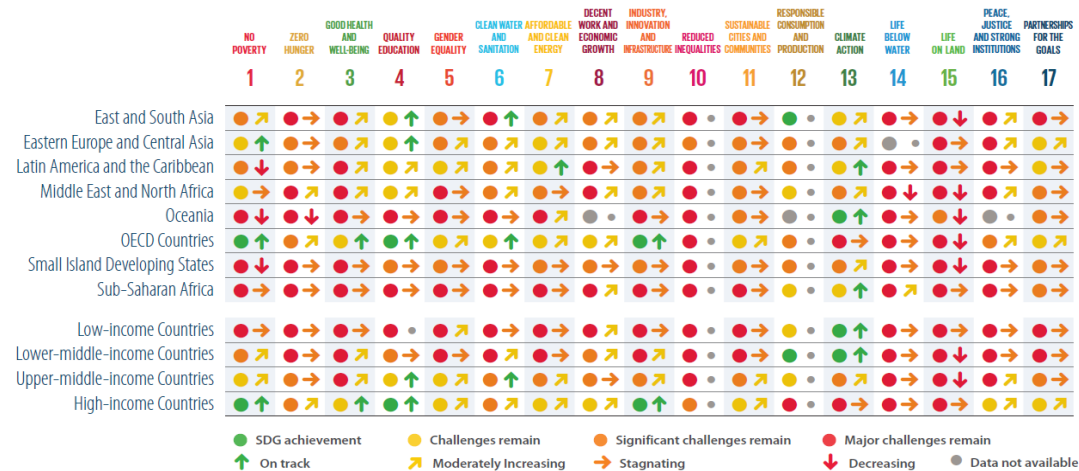 NO POVERTY
ZERO HUNGER
GOOD HEALTH AND WELL-BEING
QUALITY EDUCATION
GENDER EQUALITY
CLEAN WATER AND SANITATION
AFFORDABLE AND CLEAN ENERGY
DECENT WORK AND ECONOMIC GROWTH
INDUSTRY, INNOVATION AND INFRASTRUCTURE
REDUCED INEQUALITIES
SUSTAINABLE CITIES AND COMMUNITIES
RESPONSIBLE CONSUMPTION AND PRODUCTION
CLIMATE ACTION
LIFE BELOW WATER
LIFE ON LAND
PEACE, JUSTICE AND STRONG INSTITUTIONS
PARTNERSHIPS FOR THE GOALS
1 2 3 4 5 6 7 8 9 10 11 12 13 14 15 16 17
East and South Asia
Eastern Europe and Central Asia
Latin America and the Caribbean
Middle East and North Africa
Oceania
OECD Countries
Small Island Developing States
Sub-Saharan Africa
Low-income Countries
Lower-middle-income Countries
Upper-middle-income Countries
High-income Countries
SDG achievement Challenges remain Significant challenges remain Major challenges remain
On track Moderately Increasing Stagnating Decreasing Data not available